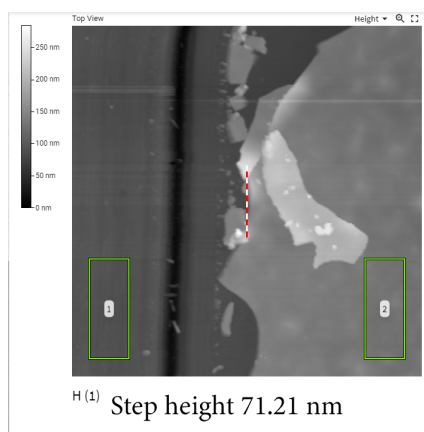 Top View
Height
250 nm
200 nm
150 nm
100 nm
50 nm
0 nm
1
2
H (1) Step height 71.21 nm